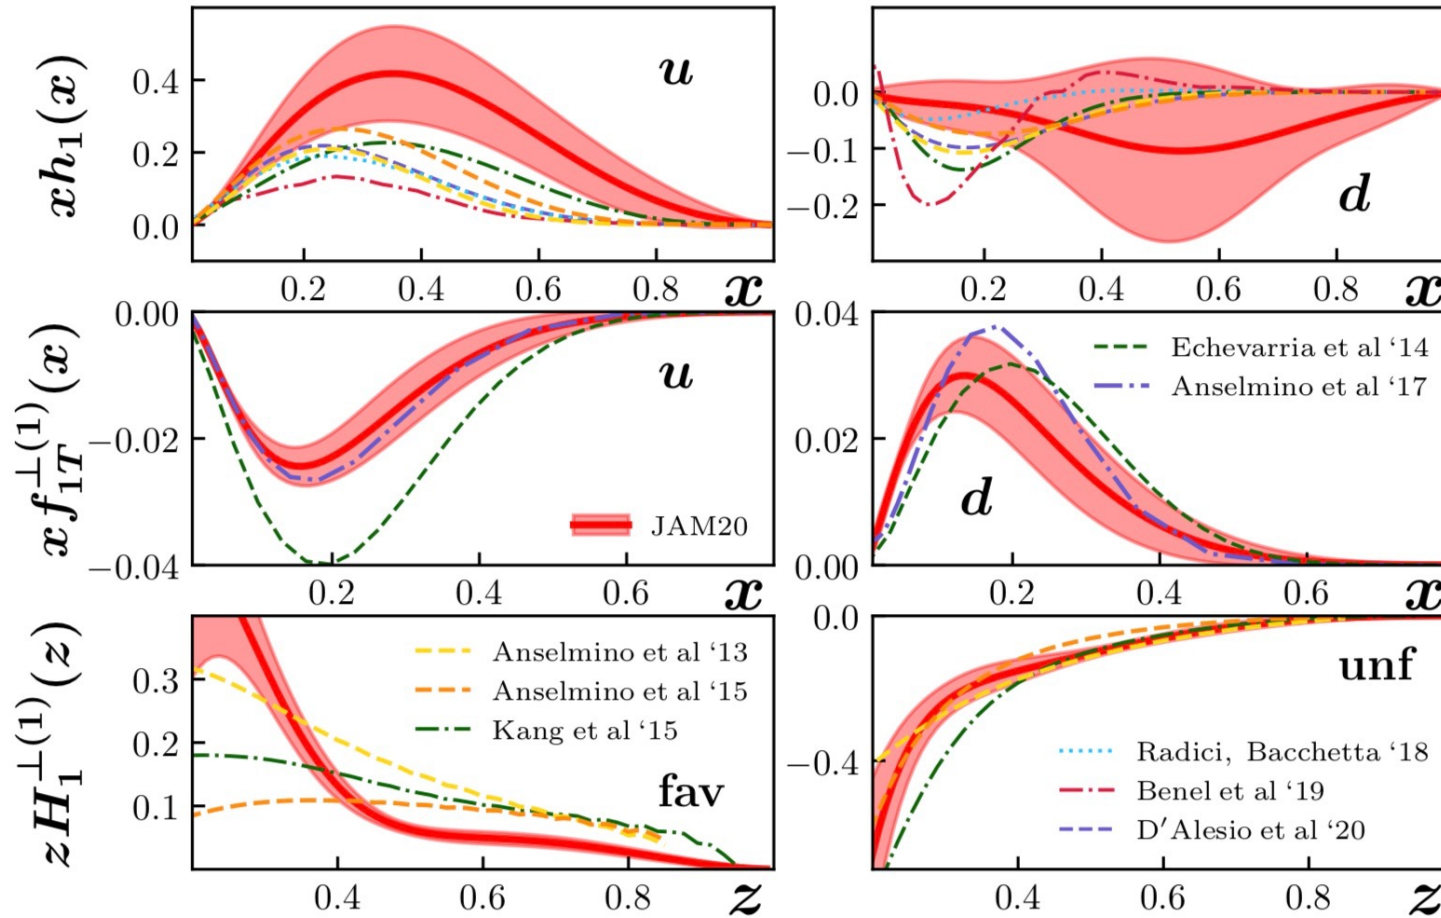 xh₁(x)
0.4
0.2
0.0
u
0.2 0.4 0.6 0.8 x
0.0
−0.1
−0.2
d
0.2 0.4 0.6 0.8 x
xf₁T⊥(1)(x)
0.00
−0.02
−0.04
u
JAM20
0.2 0.4 0.6 x
0.04
0.02
0.00
Echevarria et al ‘14
Anselmino et al ‘17
d
0.2 0.4 0.6 x
zH₁⊥(1)(z)
0.3
0.2
0.1
Anselmino et al ‘13
Anselmino et al ‘15
Kang et al ‘15
fav
0.4 0.6 0.8 z
0.0
−0.4
unf
Radici, Bacchetta ‘18
Benel et al ‘19
D′Alesio et al ‘20
0.4 0.6 0.8 z